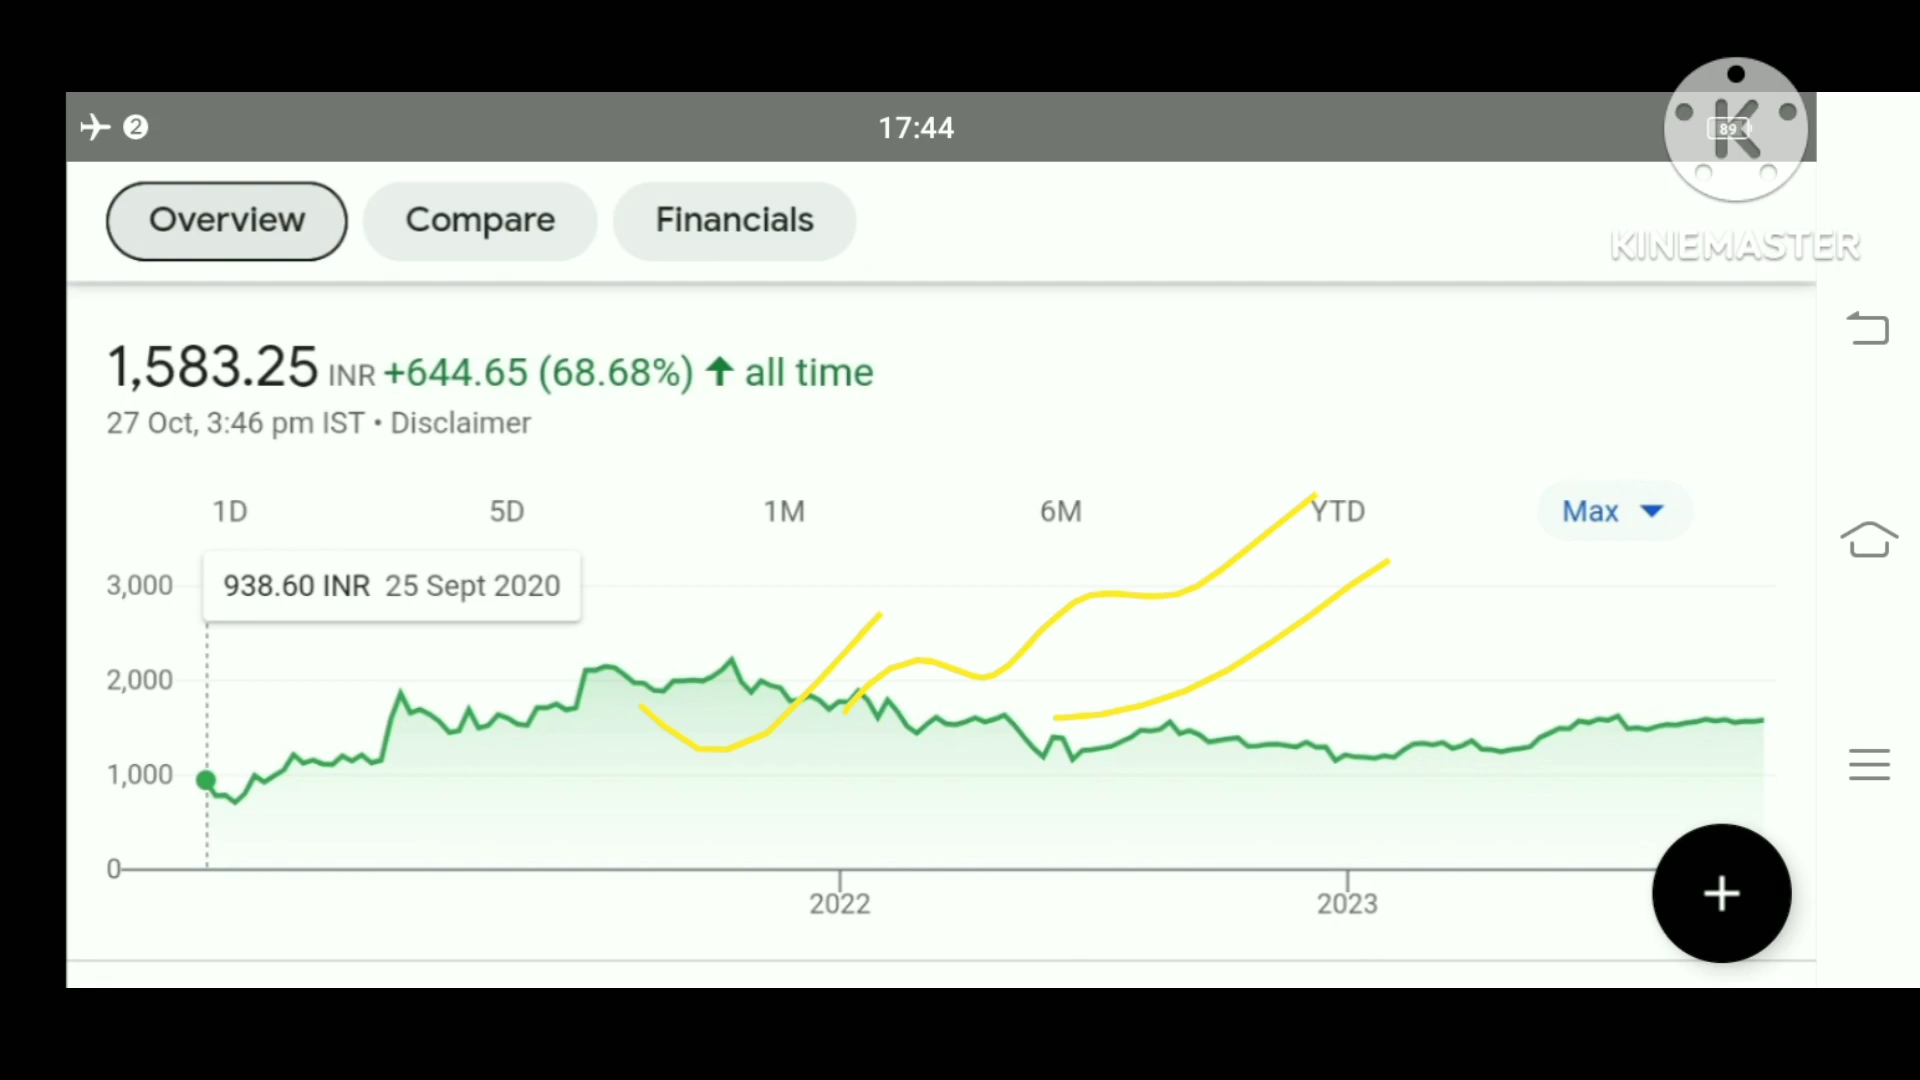 2 17:44 89
K
KINEMASTER
Overview Compare Financials
1,583.25 INR +644.65 (68.68%) ↑ all time
27 Oct, 3:46 pm IST • Disclaimer
1D 5D 1M 6M YTD Max
938.60 INR 25 Sept 2020
3,000
2,000
1,000
0
2022 2023
+